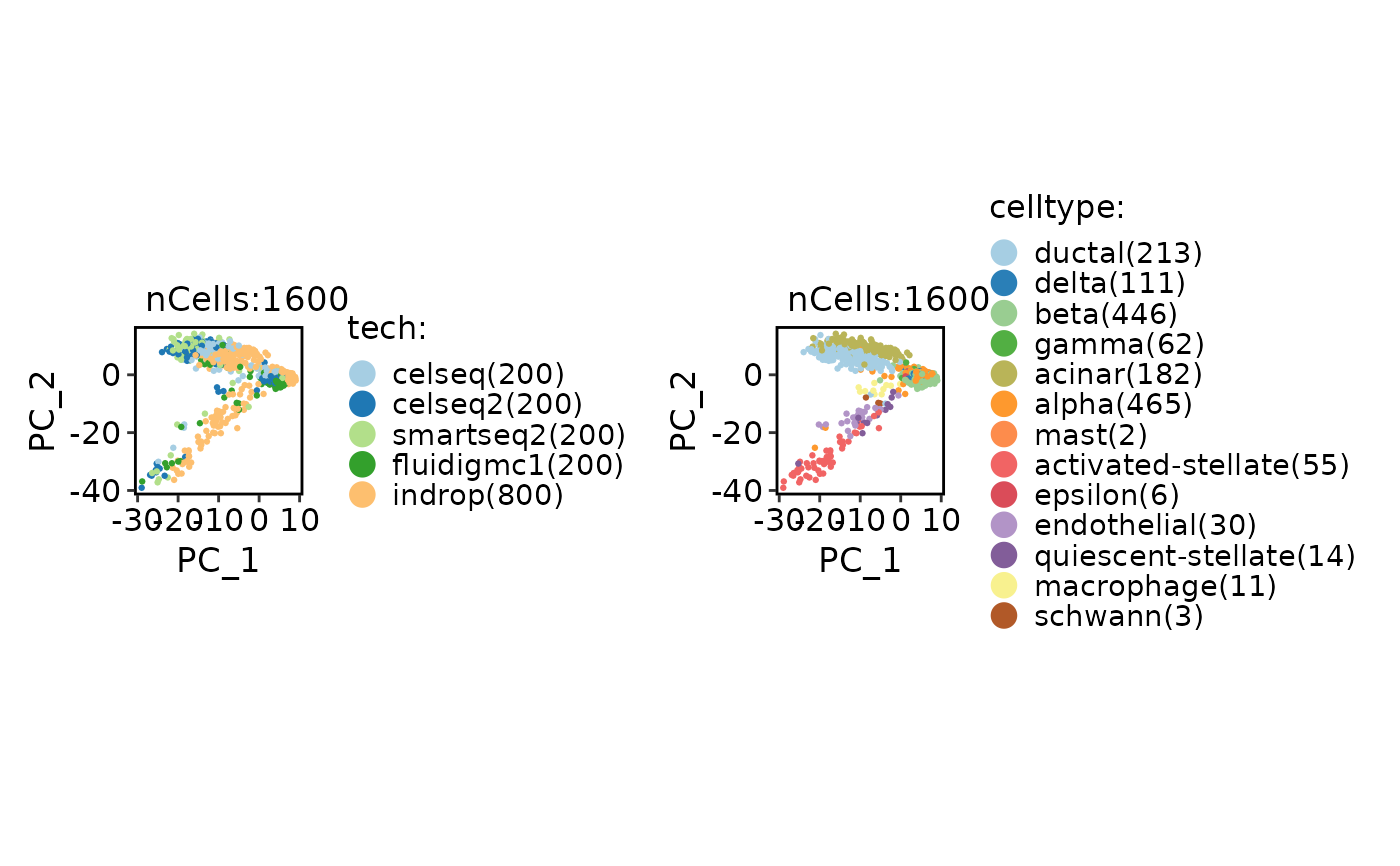 nCells:1600
PC_2
0
-20
-40
-30
-20
-10
0
10
PC_1
tech:
celseq(200)
celseq2(200)
smartseq2(200)
fluidigmc1(200)
indrop(800)
nCells:1600
PC_2
0
-20
-40
-30
-20
-10
0
10
PC_1
celltype:
ductal(213)
delta(111)
beta(446)
gamma(62)
acinar(182)
alpha(465)
mast(2)
activated-stellate(55)
epsilon(6)
endothelial(30)
quiescent-stellate(14)
macrophage(11)
schwann(3)